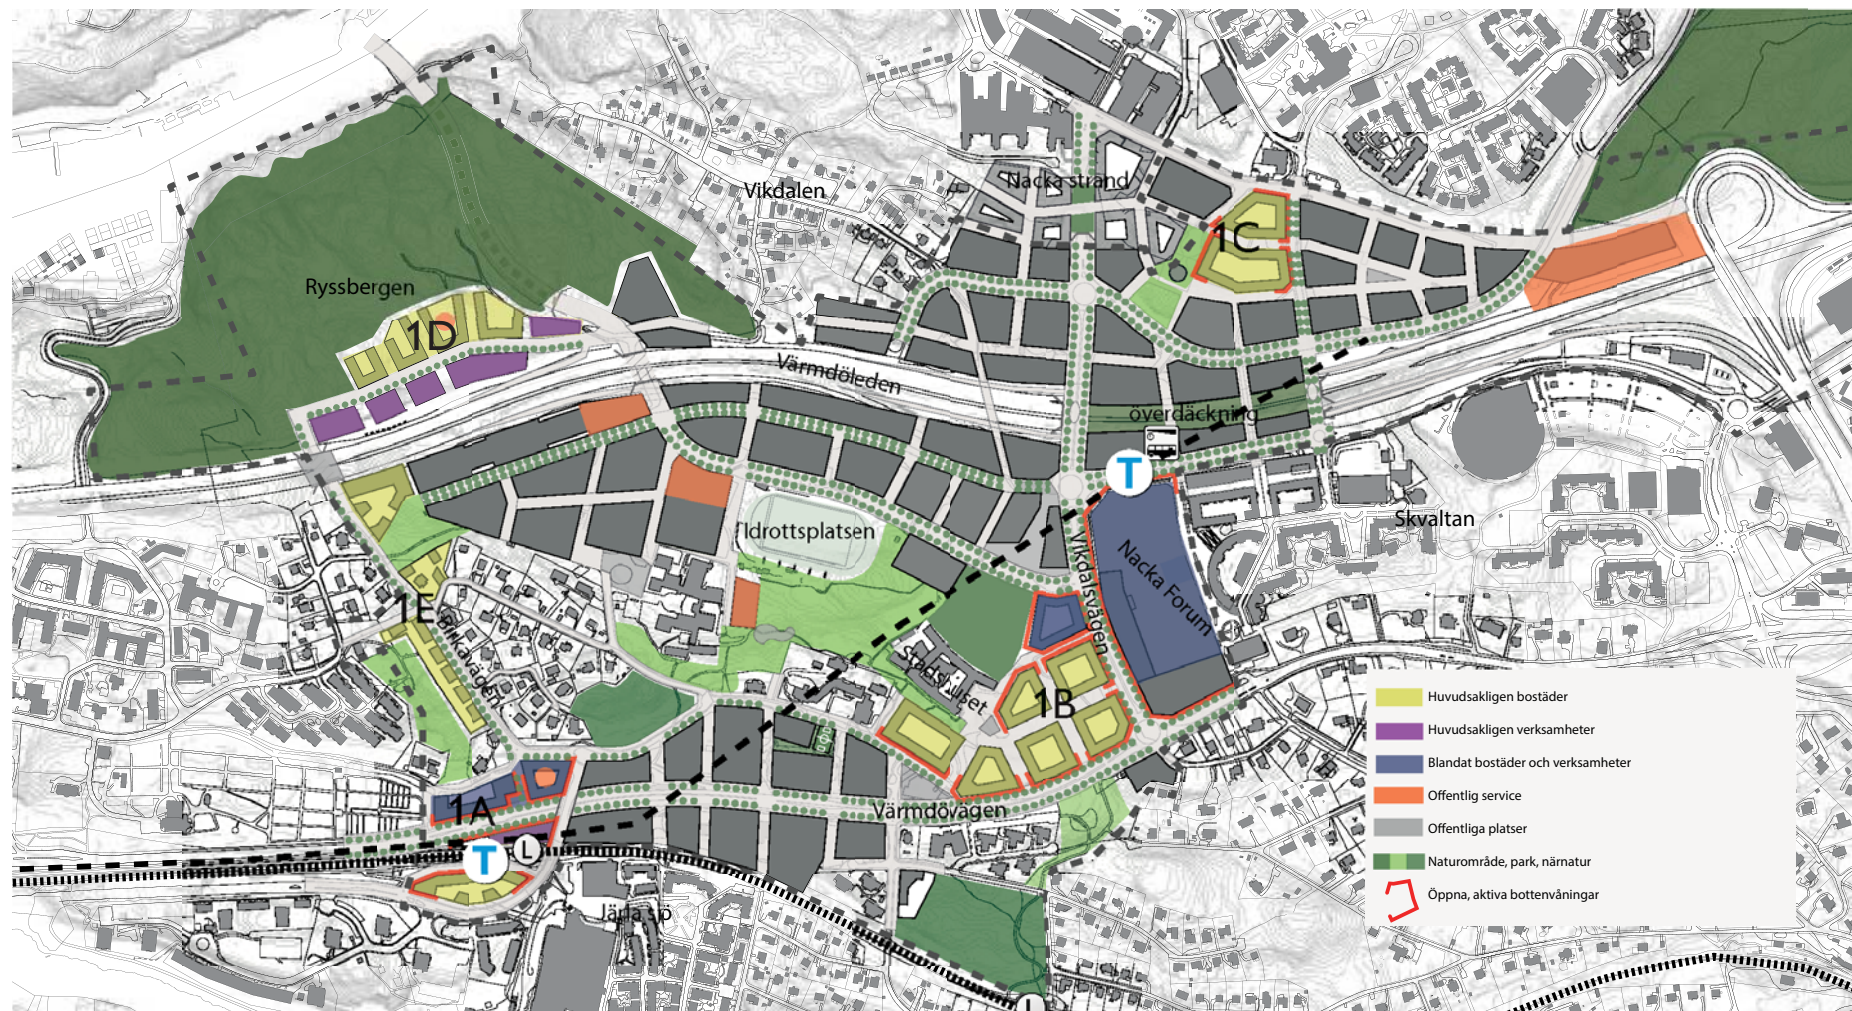 Nacka strand
Vikdalen
1C
Ryssbergen
1D
Värmdöleden
överdäckning
T
Idrottsplatsen
Skvaltan
Vikdalsvägen
Nacka Forum
1E
Birkavägen
Stadshuset
1B
Värmdövägen
1A
T
L
Järla sjö
L
Huvudsakligen bostäder
Huvudsakligen verksamheter
Blandat bostäder och verksamheter
Offentlig service
Offentliga platser
Naturområde, park, närnatur
Öppna, aktiva bottenvåningar